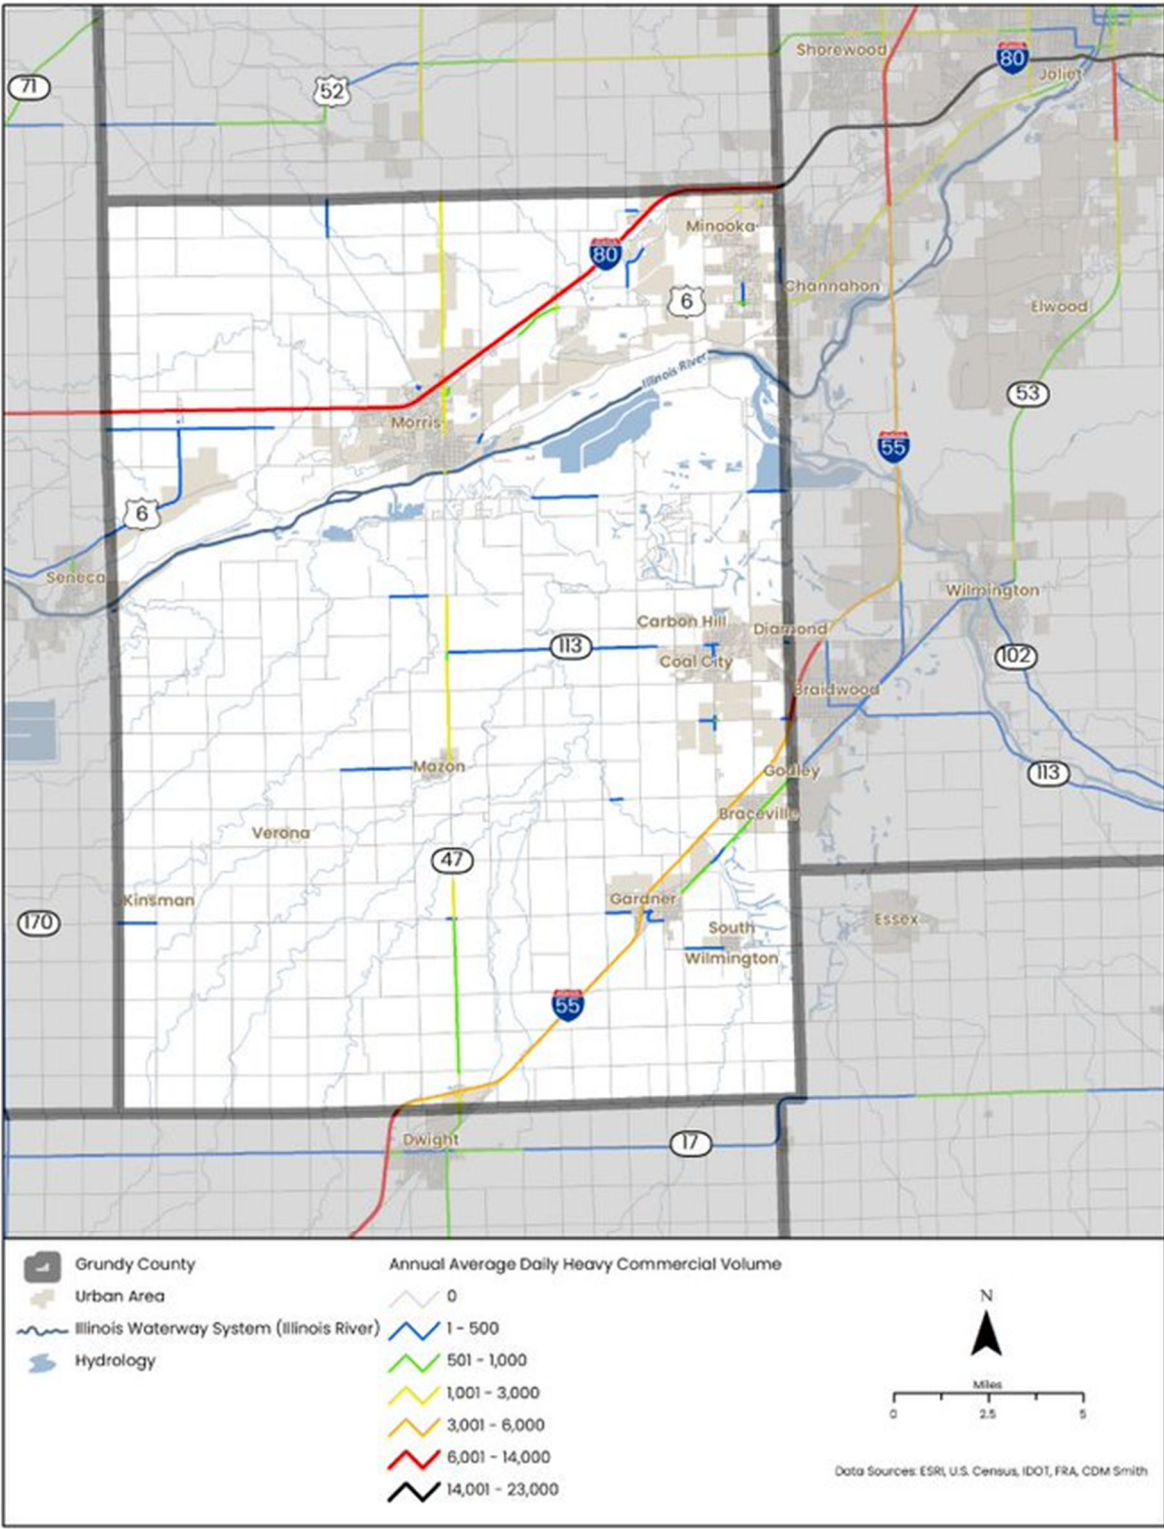 Shorewood
80
Joliet
71
52
Minooka
80
Channahon
6
Elwood
Illinois River
53
Morris
55
6
Seneca
Wilmington
Carbon Hill
Diamond
113
102
Coal City
Braidwood
Mazon
Godley
113
Braceville
Verona
47
Kinsman
Gardner
170
Essex
South
Wilmington
55
Dwight
17
Grundy County
Urban Area
Illinois Waterway System (Illinois River)
Hydrology
Annual Average Daily Heavy Commercial Volume
0
1 - 500
501 - 1,000
1,001 - 3,000
3,001 - 6,000
6,001 - 14,000
14,001 - 23,000
N
Miles
0 2.5 5
Data Sources: ESRI, U.S. Census, IDOT, FRA, CDM Smith